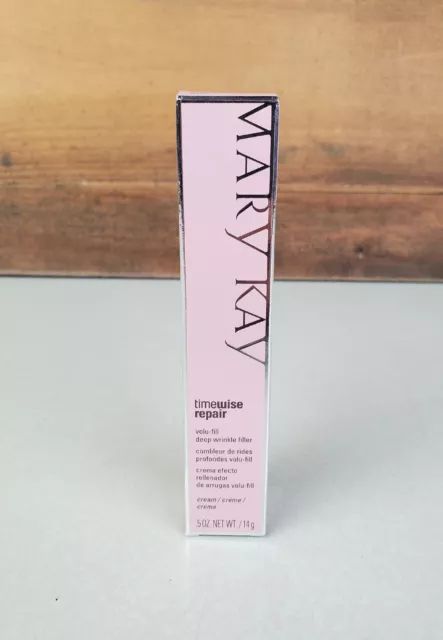 MARY KAY
timewise
repair
volu-fill
deep wrinkle filler
combleur de rides
profondes volu-fill
crema efecto
rellenador
de arrugas volu-fill
cream / crème /
crema
.5 OZ. NET WT. / 14 g